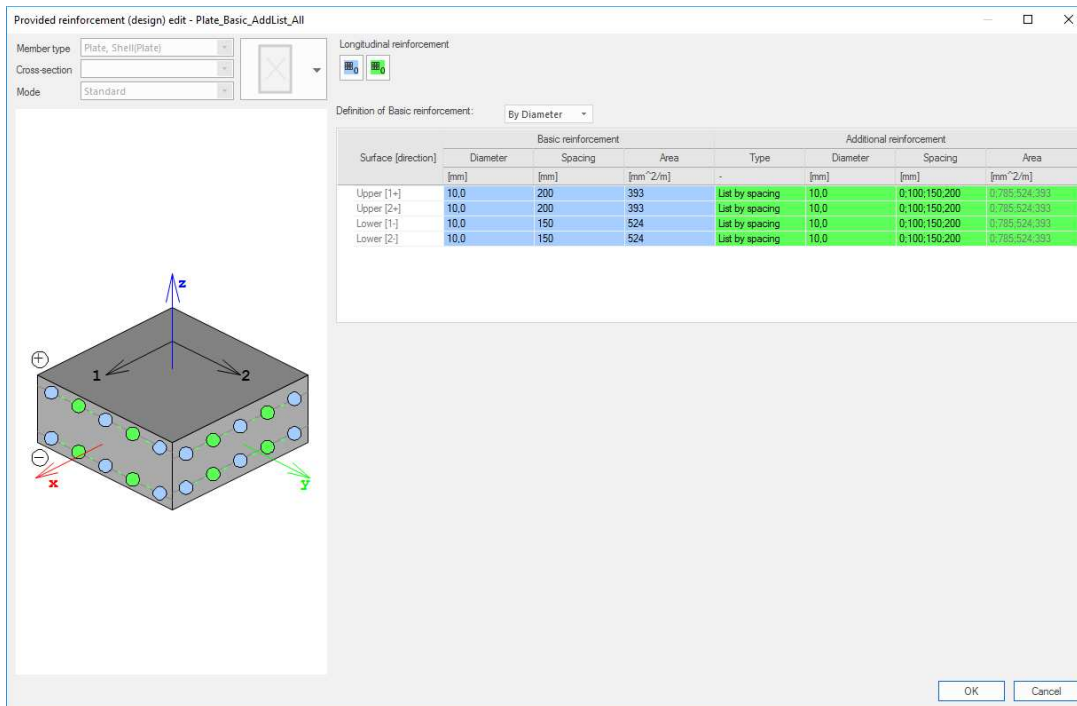 Provided reinforcement (design) edit - Plate_Basic_AddList_All
Member type Plate, Shell(Plate)
Cross-section
Mode Standard
Longitudinal reinforcement
0 0
Definition of Basic reinforcement: By Diameter
Basic reinforcement Additional reinforcement
Surface [direction] Diameter Spacing Area Type Diameter Spacing Area
[mm] [mm] [mm^2/m] - [mm] [mm] [mm^2/m]
Upper [1+] 10,0 200 393 List by spacing 10,0 0;100;150;200 0;785;524;393
Upper [2+] 10,0 200 393 List by spacing 10,0 0;100;150;200 0;785;524;393
Lower [1-] 10,0 150 524 List by spacing 10,0 0;100;150;200 0;785;524;393
Lower [2-] 10,0 150 524 List by spacing 10,0 0;100;150;200 0;785;524;393
z
+
1 2
-
x y
OK Cancel